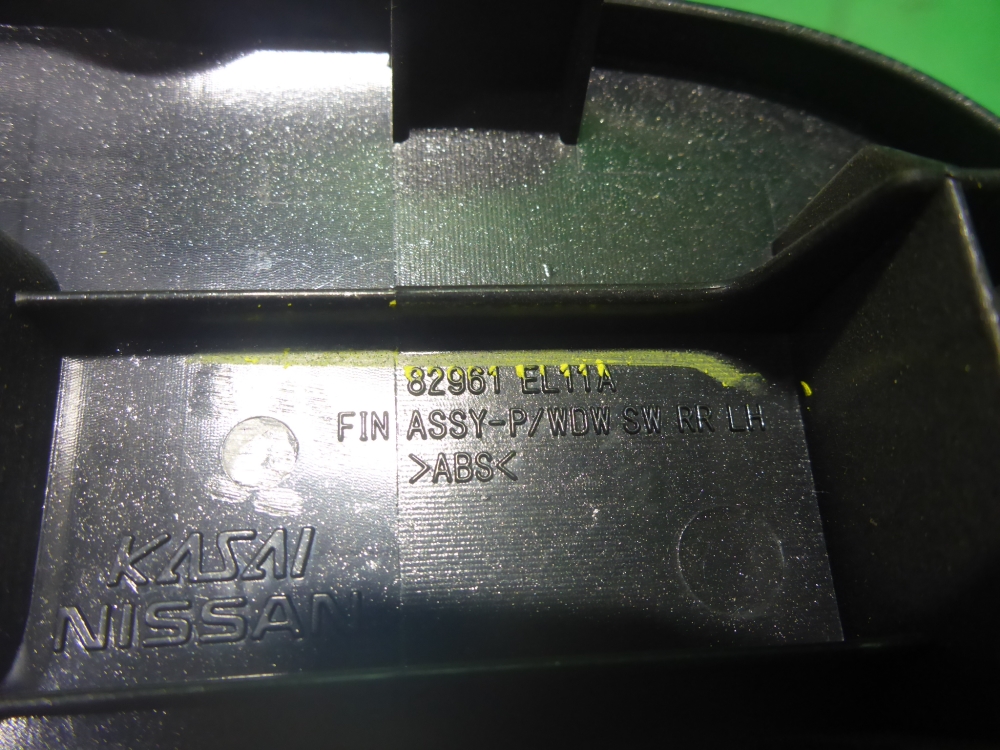 82961 EL11A
FIN ASSY-P/WDW SW RR LH
>ABS<
KASAI
NISSAN